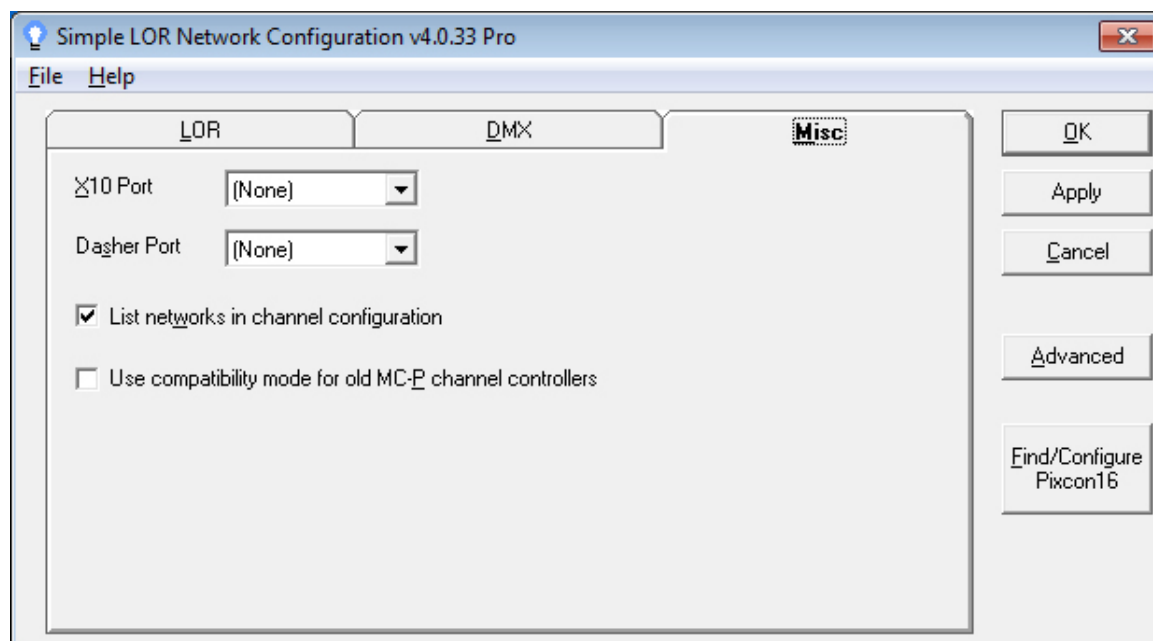 Simple LOR Network Configuration v4.0.33 Pro
File Help
LOR DMX Misc
OK
X10 Port (None)
Apply
Dasher Port (None)
Cancel
List networks in channel configuration
Advanced
Use compatibility mode for old MC-P channel controllers
Find/Configure
Pixcon16